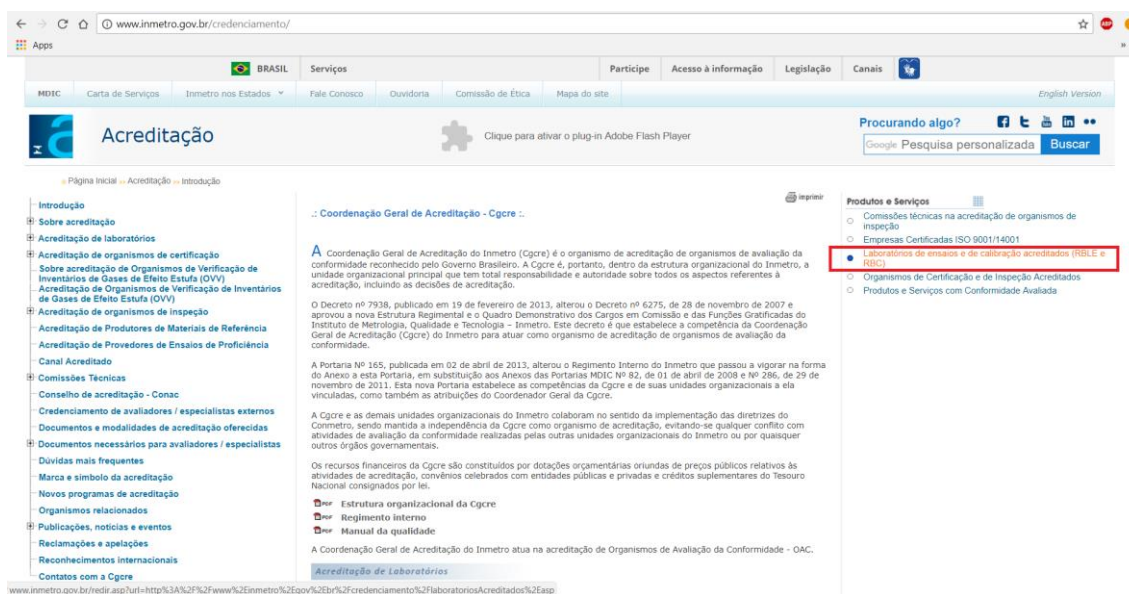 www.inmetro.gov.br/credenciamento/
Apps
BRASIL Serviços Participe Acesso à informação Legislação Canais
MDIC Carta de Serviços Inmetro nos Estados Fale Conosco Ouvidoria Comissão de Ética Mapa do site English Version
Acreditação
Clique para ativar o plug-in Adobe Flash Player
Procurando algo?
Google Pesquisa personalizada Buscar
Página Inicial ›› Acreditação ›› Introdução
imprimir
Introdução
Sobre acreditação
Acreditação de laboratórios
Acreditação de organismos de certificação
Sobre acreditação de Organismos de Verificação de
Inventários de Gases de Efeito Estufa (OVV)
Acreditação de Organismos de Verificação de Inventários
de Gases de Efeito Estufa (OVV)
Acreditação de organismos de inspeção
Acreditação de Produtores de Materiais de Referência
Acreditação de Provedores de Ensaios de Proficiência
Canal Acreditado
Comissões Técnicas
Conselho de acreditação - Conac
Credenciamento de avaliadores / especialistas externos
Documentos e modalidades de acreditação oferecidas
Documentos necessários para avaliadores / especialistas
Dúvidas mais frequentes
Marca e símbolo da acreditação
Novos programas de acreditação
Organismos relacionados
Publicações, notícias e eventos
Reclamações e apelações
Reconhecimentos internacionais
Contatos com a Cgcre
.: Coordenação Geral de Acreditação - Cgcre :.
A Coordenação Geral de Acreditação do Inmetro (Cgcre) é o organismo de acreditação de organismos de avaliação da
conformidade reconhecido pelo Governo Brasileiro. A Cgcre é, portanto, dentro da estrutura organizacional do Inmetro, a
unidade organizacional principal que tem total responsabilidade e autoridade sobre todos os aspectos referentes à
acreditação, incluindo as decisões de acreditação.
O Decreto nº 7938, publicado em 19 de fevereiro de 2013, alterou o Decreto nº 6275, de 28 de novembro de 2007 e
aprovou a nova Estrutura Regimental e o Quadro Demonstrativo dos Cargos em Comissão e das Funções Gratificadas do
Instituto de Metrologia, Qualidade e Tecnologia – Inmetro. Este decreto é que estabelece a competência da Coordenação
Geral de Acreditação (Cgcre) do Inmetro para atuar como organismo de acreditação de organismos de avaliação da
conformidade.
A Portaria Nº 165, publicada em 02 de abril de 2013, alterou o Regimento Interno do Inmetro que passou a vigorar na forma
do Anexo a esta Portaria, em substituição aos Anexos das Portarias MDIC Nº 82, de 01 de abril de 2008 e Nº 286, de 29 de
novembro de 2011. Esta nova Portaria estabelece as competências da Cgcre e de suas unidades organizacionais a ela
vinculadas, como também as atribuições do Coordenador Geral da Cgcre.
A Cgcre e as demais unidades organizacionais do Inmetro colaboram no sentido da implementação das diretrizes do
Conmetro, sendo mantida a independência da Cgcre como organismo de acreditação, evitando-se qualquer conflito com
atividades de avaliação da conformidade realizadas pelas outras unidades organizacionais do Inmetro ou por quaisquer
outros órgãos governamentais.
Os recursos financeiros da Cgcre são constituídos por dotações orçamentárias oriundas de preços públicos relativos às
atividades de acreditação, convênios celebrados com entidades públicas e privadas e créditos suplementares do Tesouro
Nacional consignados por lei.
PDF Estrutura organizacional da Cgcre
PDF Regimento interno
PDF Manual da qualidade
A Coordenação Geral de Acreditação do Inmetro atua na acreditação de Organismos de Avaliação da Conformidade - OAC.
Acreditação de Laboratórios
Produtos e Serviços
Comissões técnicas na acreditação de organismos de
inspeção
Empresas Certificadas ISO 9001/14001
Laboratórios de ensaios e de calibração acreditados (RBLE e
RBC)
Organismos de Certificação e de Inspeção Acreditados
Produtos e Serviços com Conformidade Avaliada
www.inmetro.gov.br/redir.asp?url=http%3A%2F%2Fwww%2Einmetro%2Egov%2Ebr%2Fcredenciamento%2FlaboratoriosAcreditados%2Easp